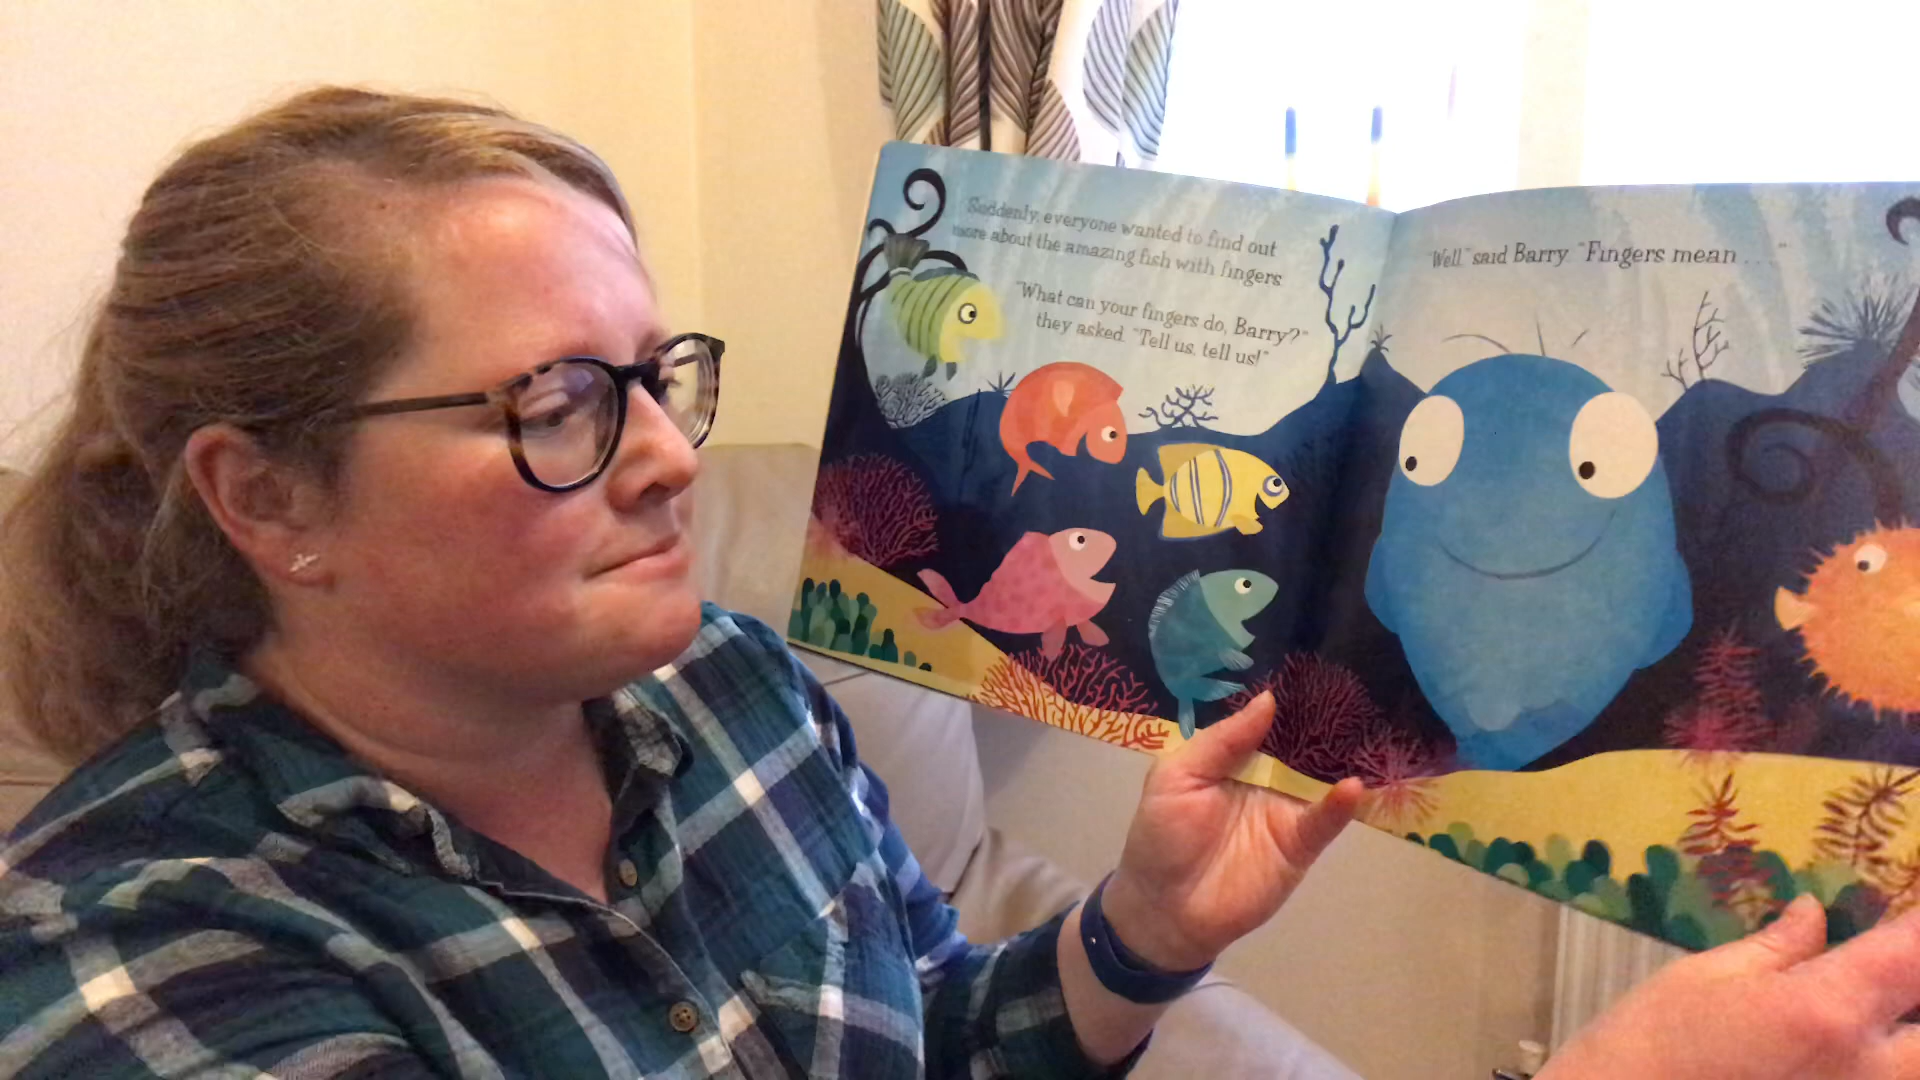 Suddenly, everyone wanted to find out
more about the amazing fish with fingers.
"What can your fingers do, Barry?"
they asked. "Tell us, tell us!"
"Well," said Barry. "Fingers mean . . . ."